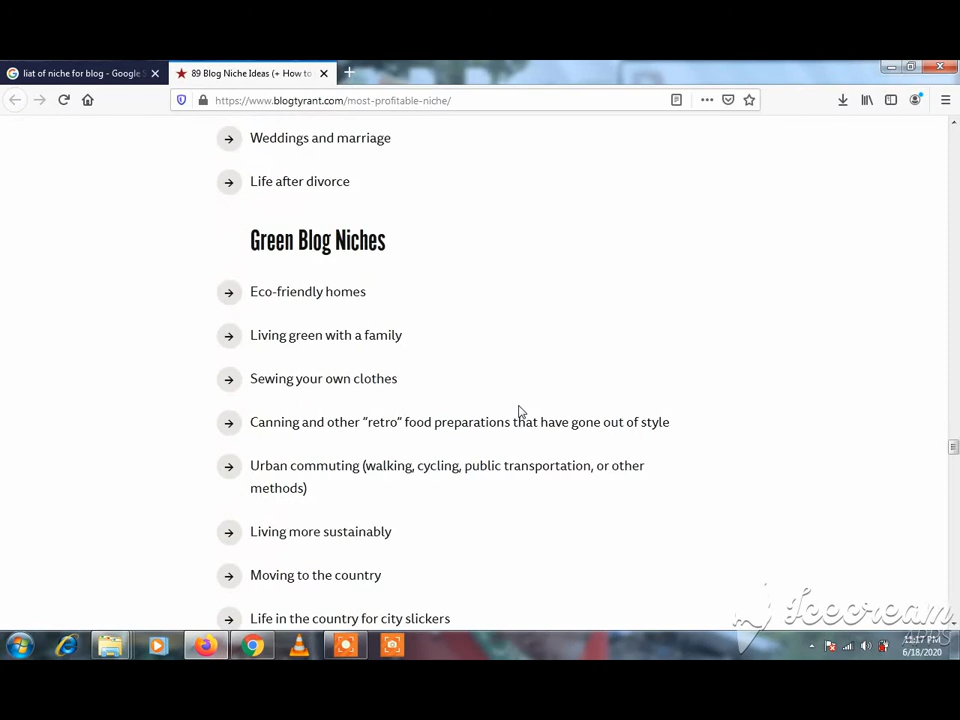 liat of niche for blog - Google S
89 Blog Niche Ideas (+ How to
https://www.blogtyrant.com/most-profitable-niche/
Weddings and marriage
Life after divorce
Green Blog Niches
Eco-friendly homes
Living green with a family
Sewing your own clothes
Canning and other “retro” food preparations that have gone out of style
Urban commuting (walking, cycling, public transportation, or other
methods)
Living more sustainably
Moving to the country
Life in the country for city slickers
Icecream
APPS
11:17 PM
6/18/2020